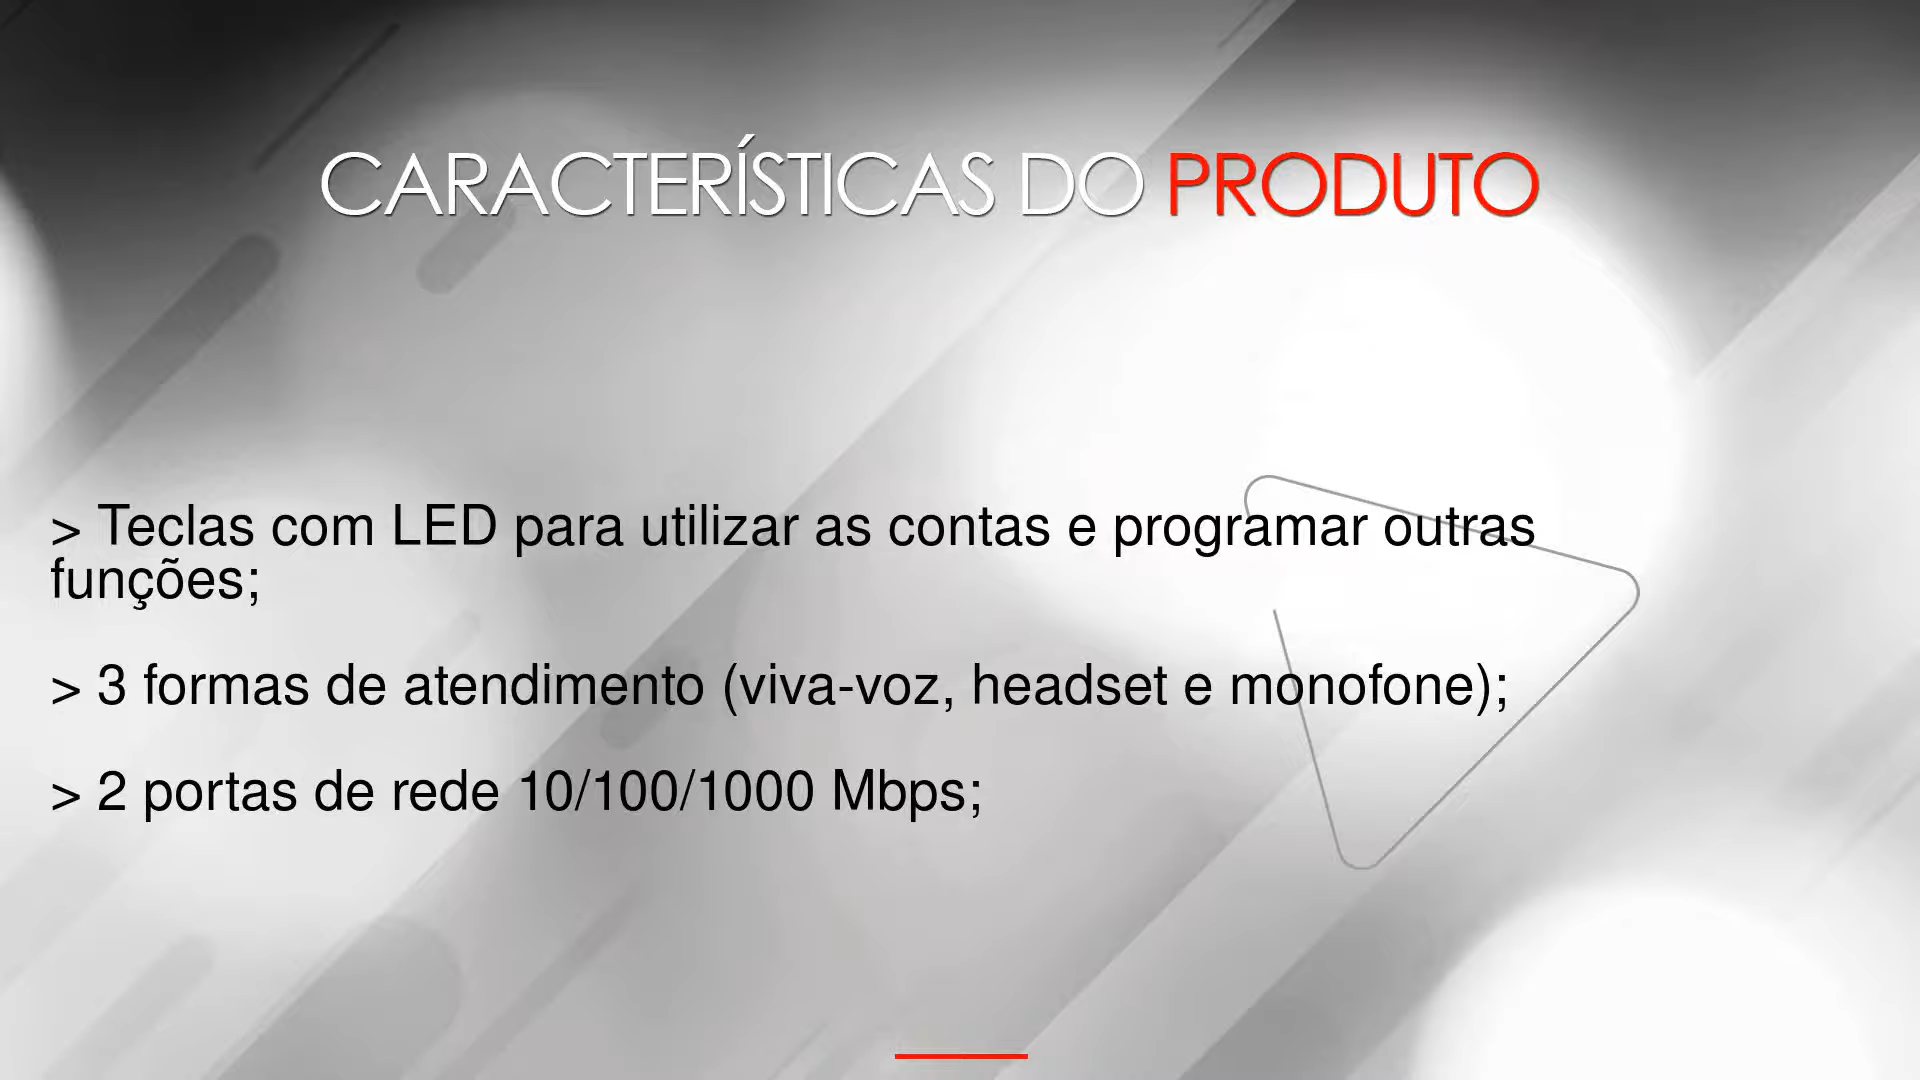 CARACTERÍSTICAS DO PRODUTO
> Teclas com LED para utilizar as contas e programar outras
funções;
> 3 formas de atendimento (viva-voz, headset e monofone);
> 2 portas de rede 10/100/1000 Mbps;